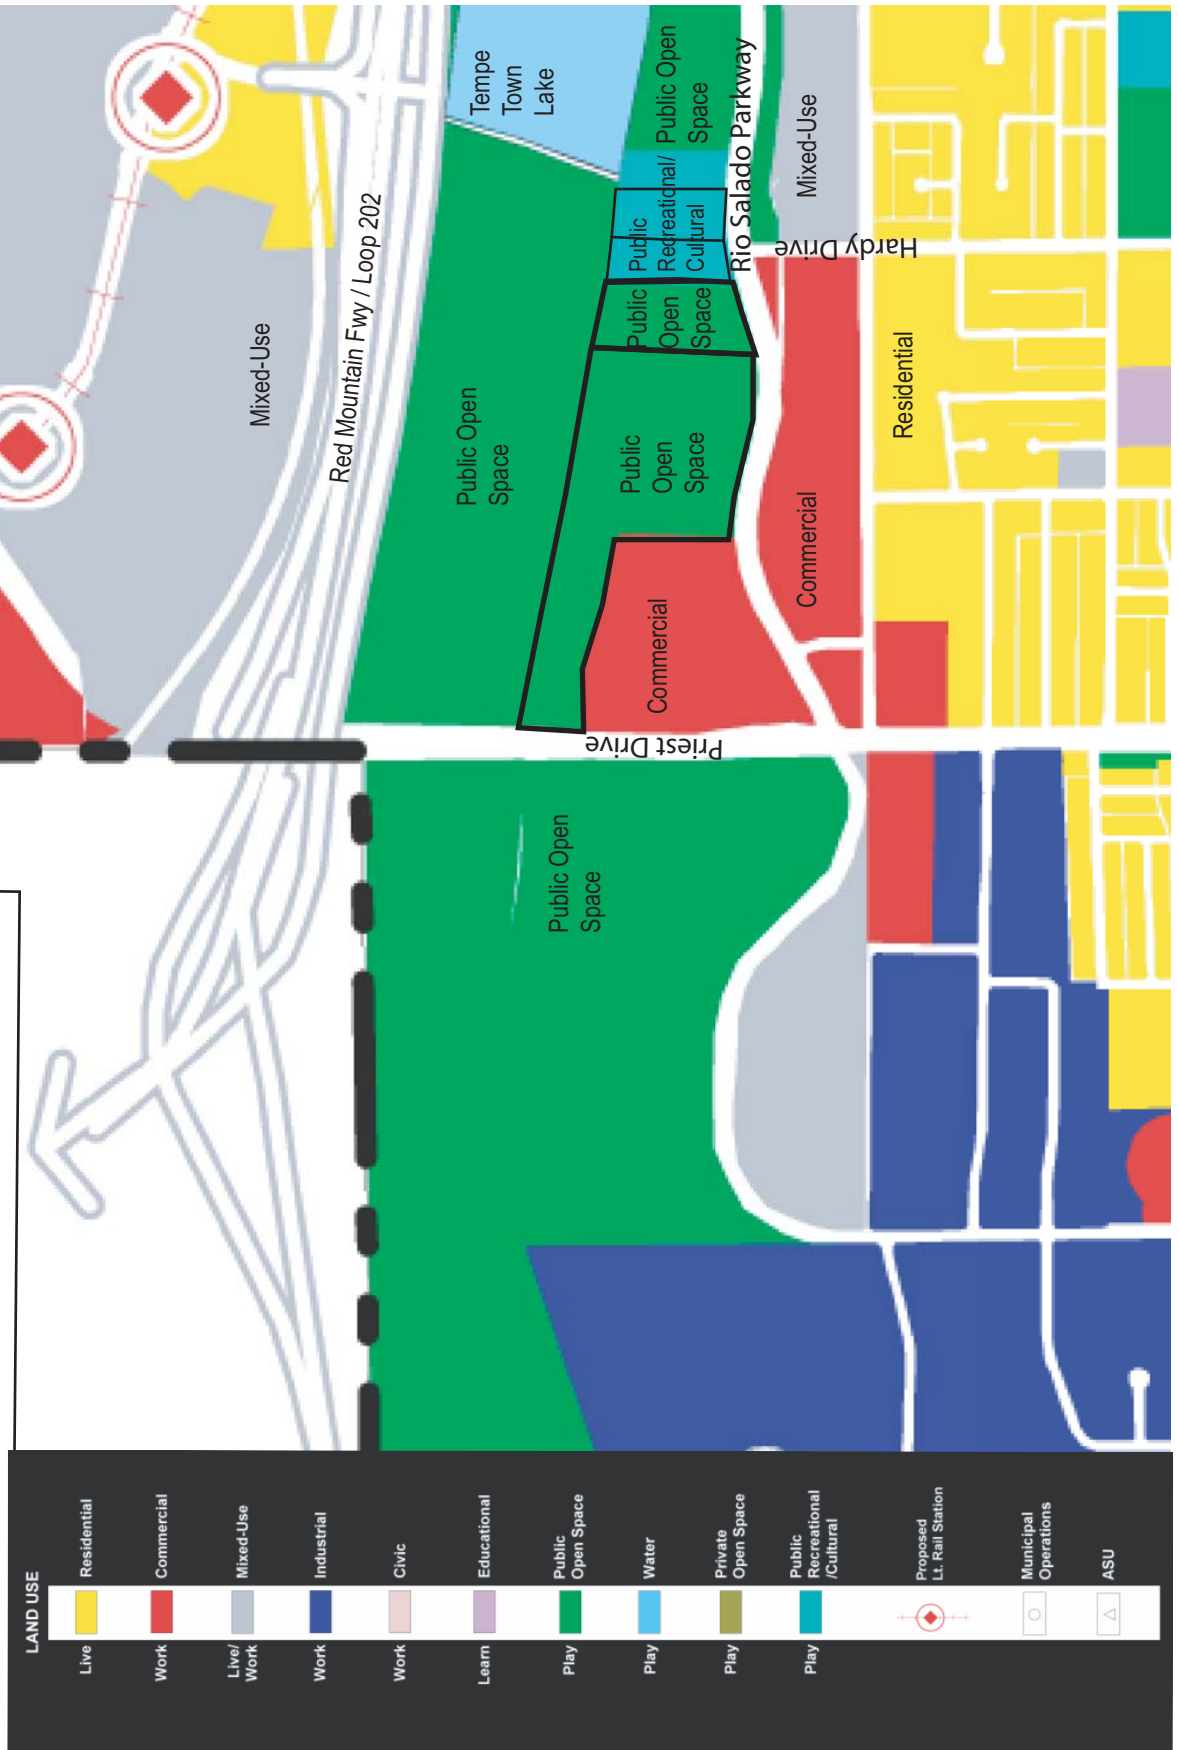 Tempe
Town
Lake
Public Open
Space
Rio Salado Parkway
Mixed-Use
Hardy Drive
Public
Recreational/
Cultural
Public
Open
Space
Red Mountain Fwy / Loop 202
Mixed-Use
Public Open
Space
Public
Open
Space
Residential
Commercial
Commercial
Priest Drive
Public Open
Space
LAND USE
Live
Residential
Work
Commercial
Live/
Work
Mixed-Use
Work
Industrial
Work
Civic
Learn
Educational
Play
Public
Open Space
Play
Water
Play
Private
Open Space
Play
Public
Recreational
/Cultural
Proposed
Lt. Rail Station
Municipal
Operations
ASU